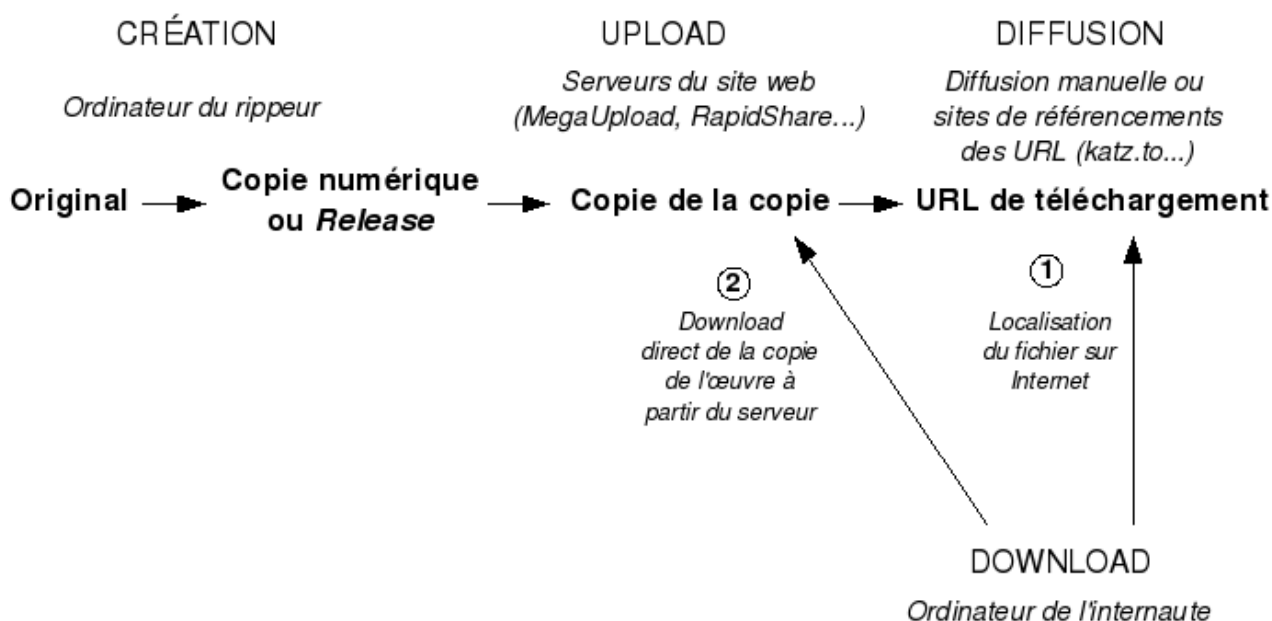 CRÉATION
UPLOAD
DIFFUSION
Ordinateur du rippeur
Serveurs du site web
(MegaUpload, RapidShare...)
Diffusion manuelle ou
sites de référencements
des URL (katz.to...)
Original
Copie numérique
ou Release
Copie de la copie
URL de téléchargement
2
Download
direct de la copie
de l'œuvre à
partir du serveur
1
Localisation
du fichier sur
Internet
DOWNLOAD
Ordinateur de l'internaute